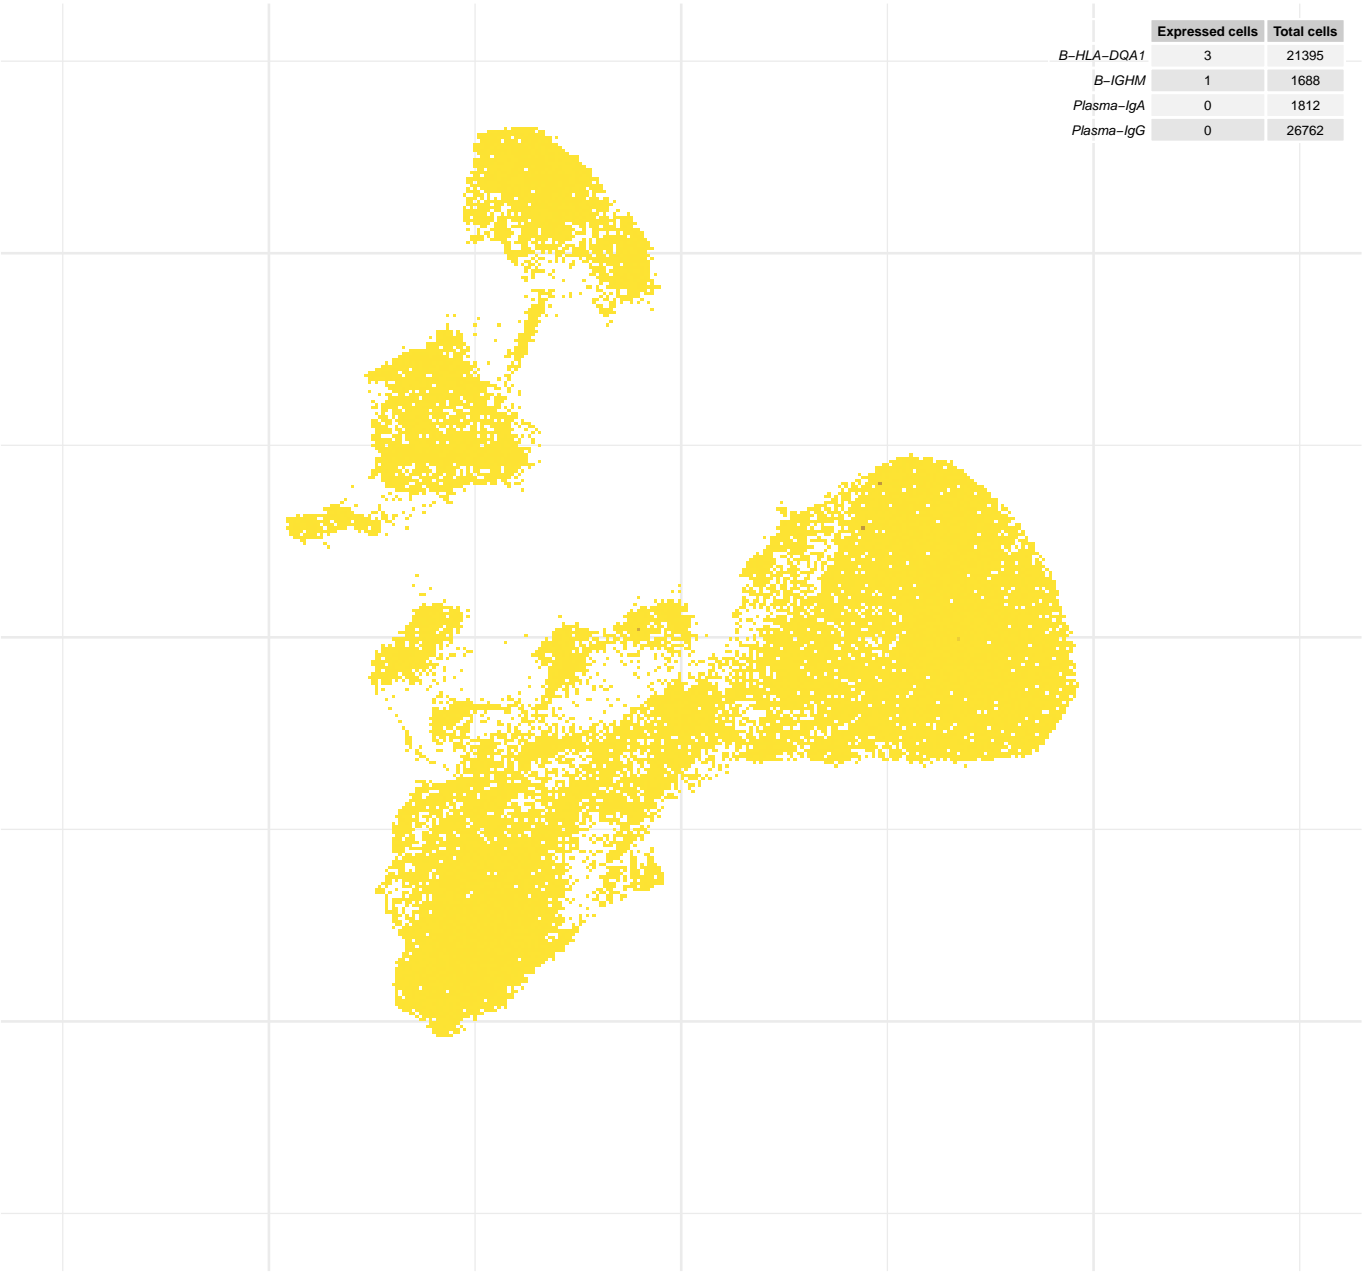 Expressed cells Total cells
B−HLA−DQA1 3 21395
B−IGHM 1 1688
Plasma−IgA 0 1812
Plasma−IgG 0 26762